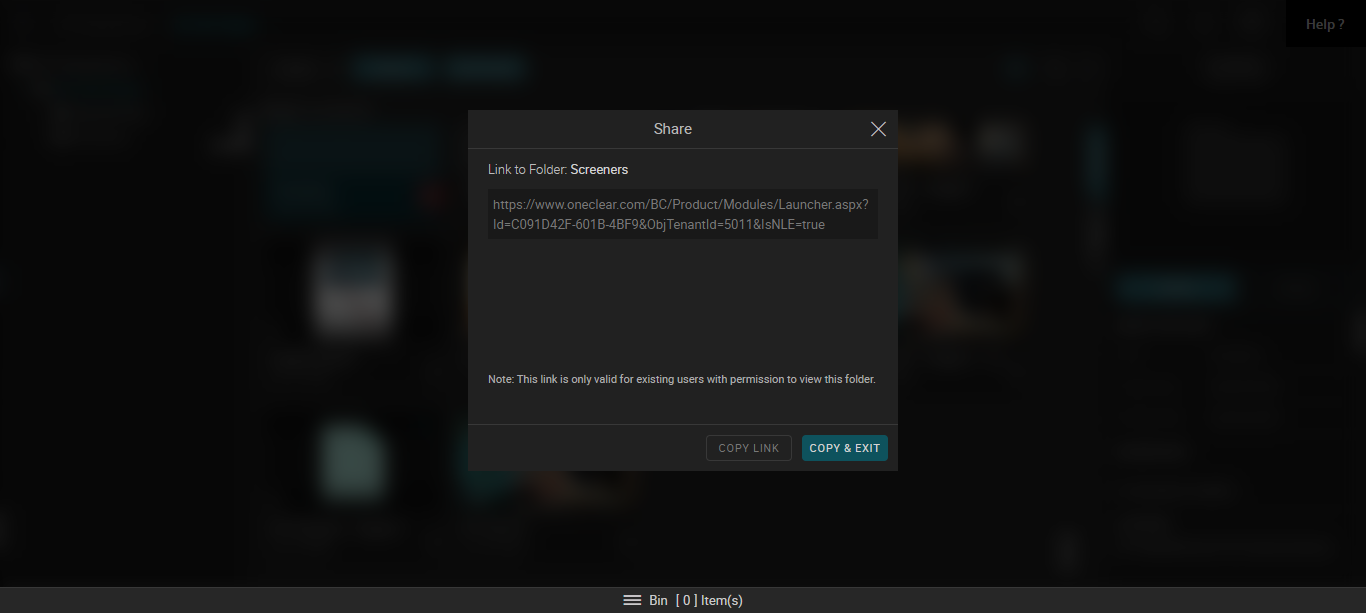 Help ?
Share
Link to Folder: Screeners
https://www.oneclear.com/BC/Product/Modules/Launcher.aspx?
Id=C091D42F-601B-4BF9&ObjTenantId=5011&IsNLE=true
Note: This link is only valid for existing users with permission to view this folder.
COPY LINK
COPY & EXIT
Bin [ 0 ] Item(s)